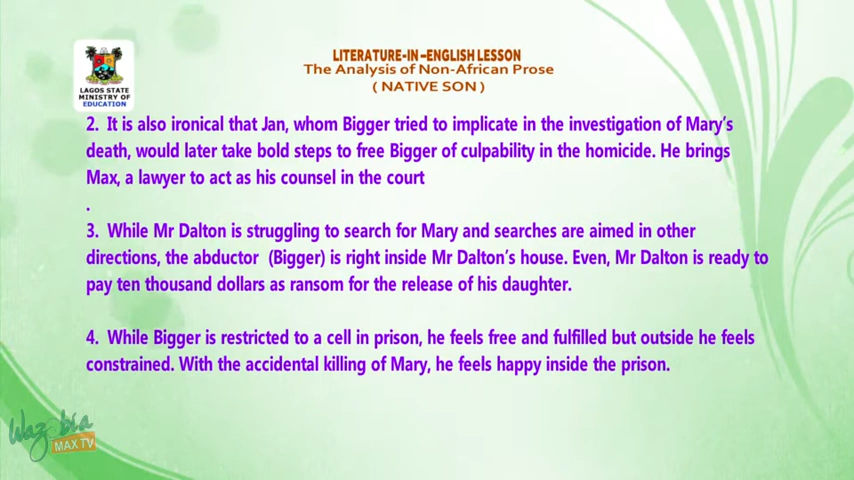 LITERATURE-IN-ENGLISH LESSON
The Analysis of Non-African Prose
( NATIVE SON )
LAGOS STATE
MINISTRY OF
EDUCATION
2. It is also ironical that Jan, whom Bigger tried to implicate in the investigation of Mary's
death, would later take bold steps to free Bigger of culpability in the homicide. He brings
Max, a lawyer to act as his counsel in the court
.
3. While Mr Dalton is struggling to search for Mary and searches are aimed in other
directions, the abductor (Bigger) is right inside Mr Dalton's house. Even, Mr Dalton is ready to
pay ten thousand dollars as ransom for the release of his daughter.
4. While Bigger is restricted to a cell in prison, he feels free and fulfilled but outside he feels
constrained. With the accidental killing of Mary, he feels happy inside the prison.
Wazobia
MAX TV